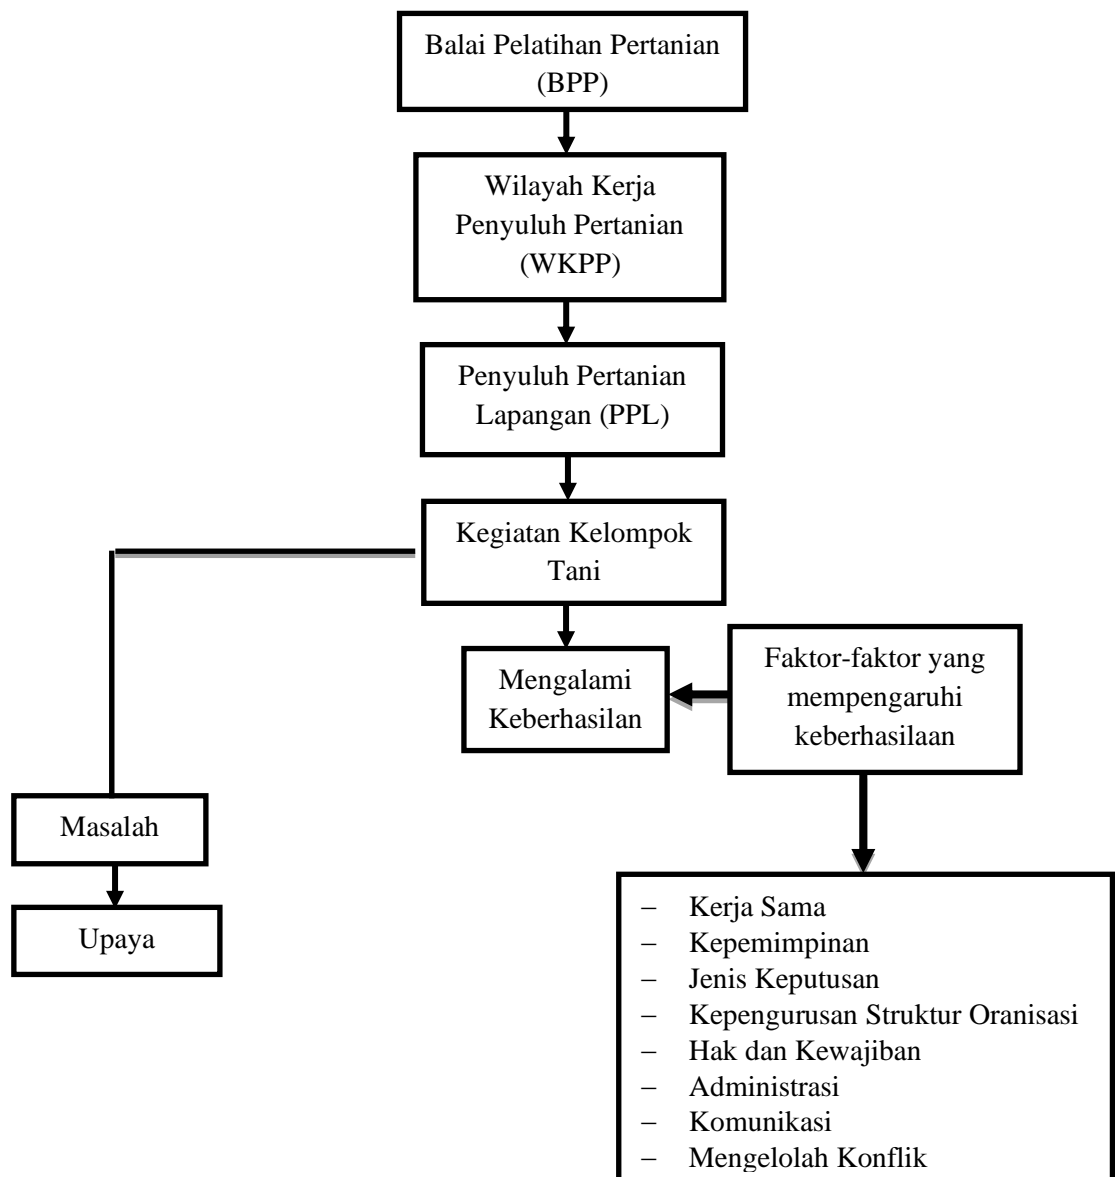 Balai Pelatihan Pertanian
(BPP)
Wilayah Kerja
Penyuluh Pertanian
(WKPP)
Penyuluh Pertanian
Lapangan (PPL)
Kegiatan Kelompok
Tani
Mengalami
Keberhasilan
Faktor-faktor yang
mempengaruhi
keberhasilaan
Masalah
Upaya
– Kerja Sama
– Kepemimpinan
– Jenis Keputusan
– Kepengurusan Struktur Oranisasi
– Hak dan Kewajiban
– Administrasi
– Komunikasi
– Mengelolah Konflik